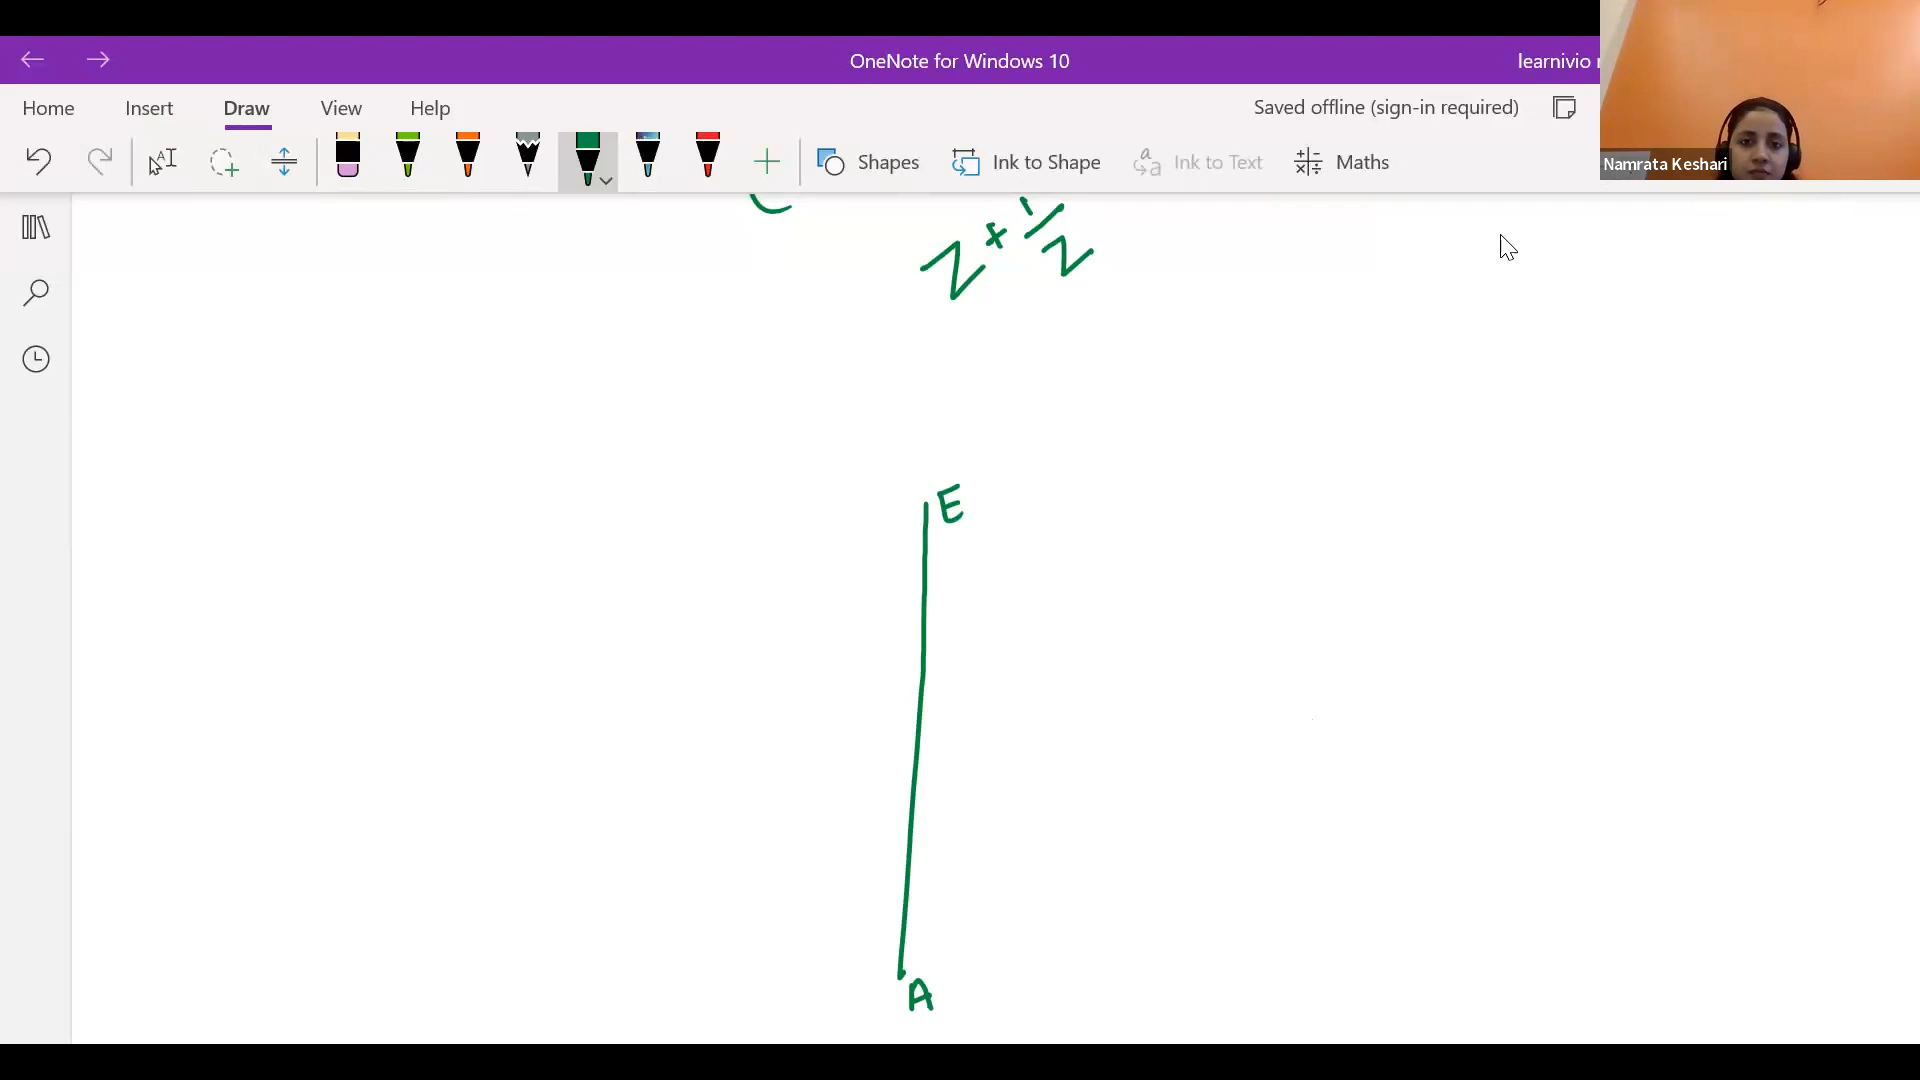 OneNote for Windows 10
learnivio
Home Insert Draw View Help
Saved offline (sign-in required)
Shapes Ink to Shape Ink to Text Maths
Namrata Keshari
z + 1/z
E
A